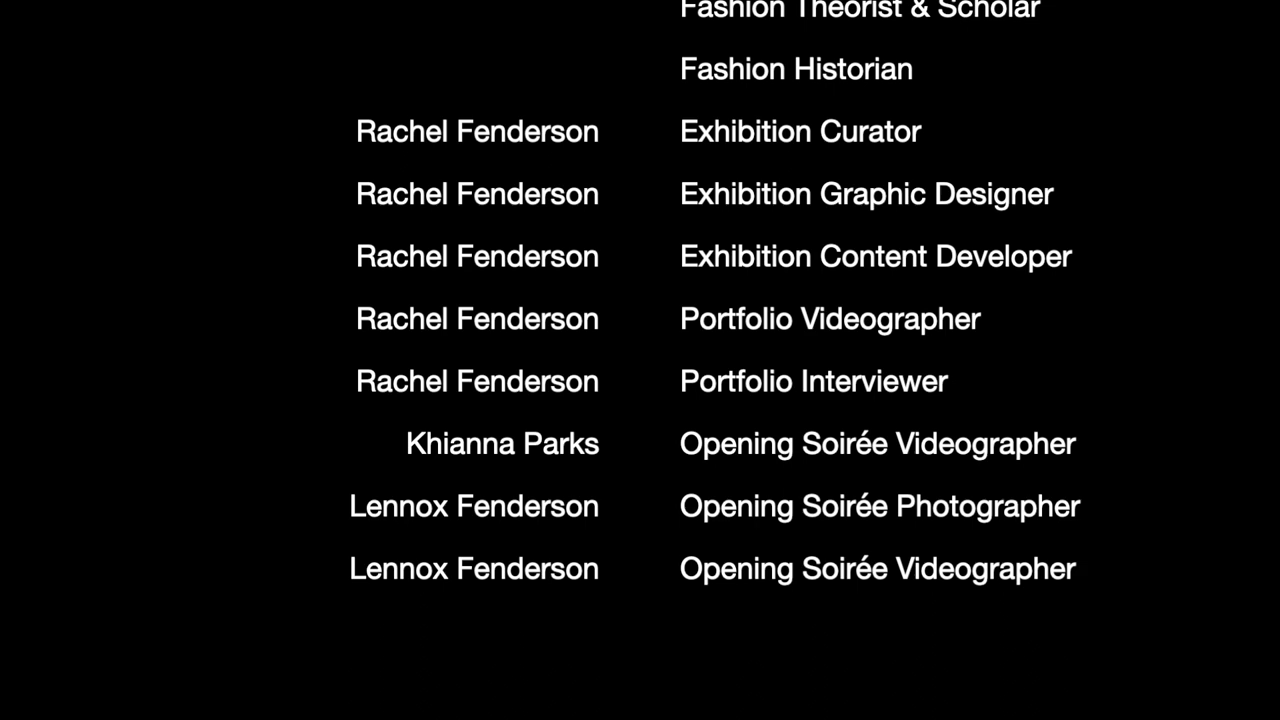 Fashion Theorist & Scholar
Fashion Historian
Rachel Fenderson Exhibition Curator
Rachel Fenderson Exhibition Graphic Designer
Rachel Fenderson Exhibition Content Developer
Rachel Fenderson Portfolio Videographer
Rachel Fenderson Portfolio Interviewer
Khianna Parks Opening Soirée Videographer
Lennox Fenderson Opening Soirée Photographer
Lennox Fenderson Opening Soirée Videographer